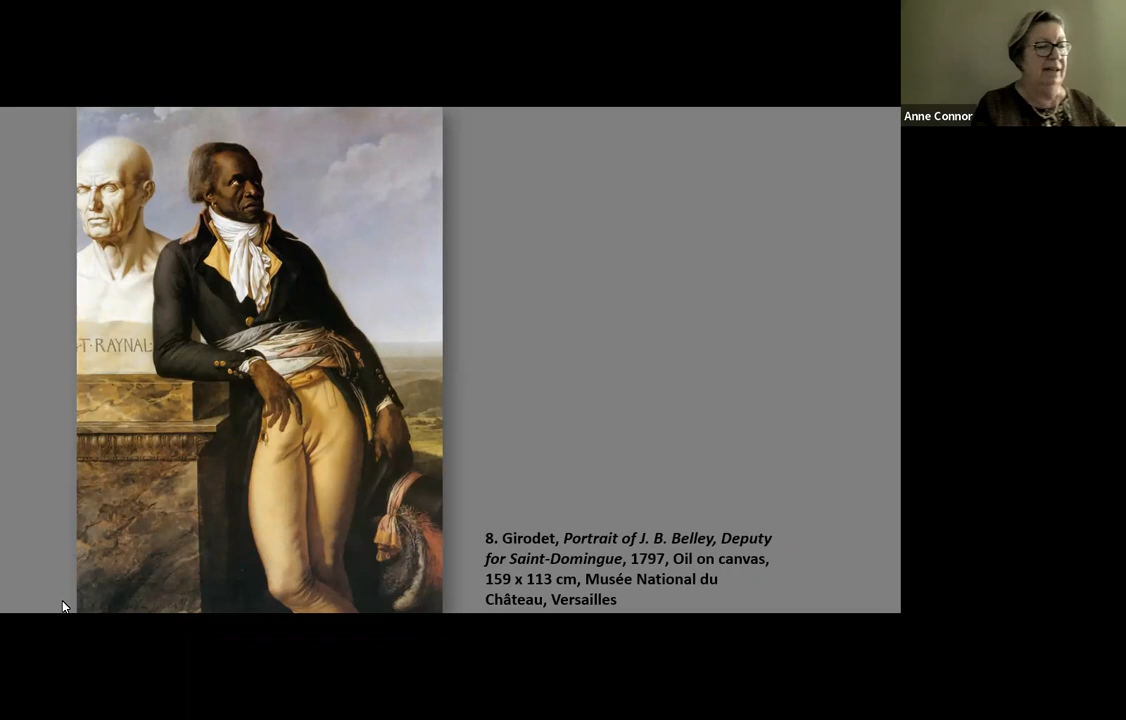 Anne Connor
T·RAYNAL
8. Girodet, Portrait of J. B. Belley, Deputy
for Saint-Domingue, 1797, Oil on canvas,
159 x 113 cm, Musée National du
Château, Versailles